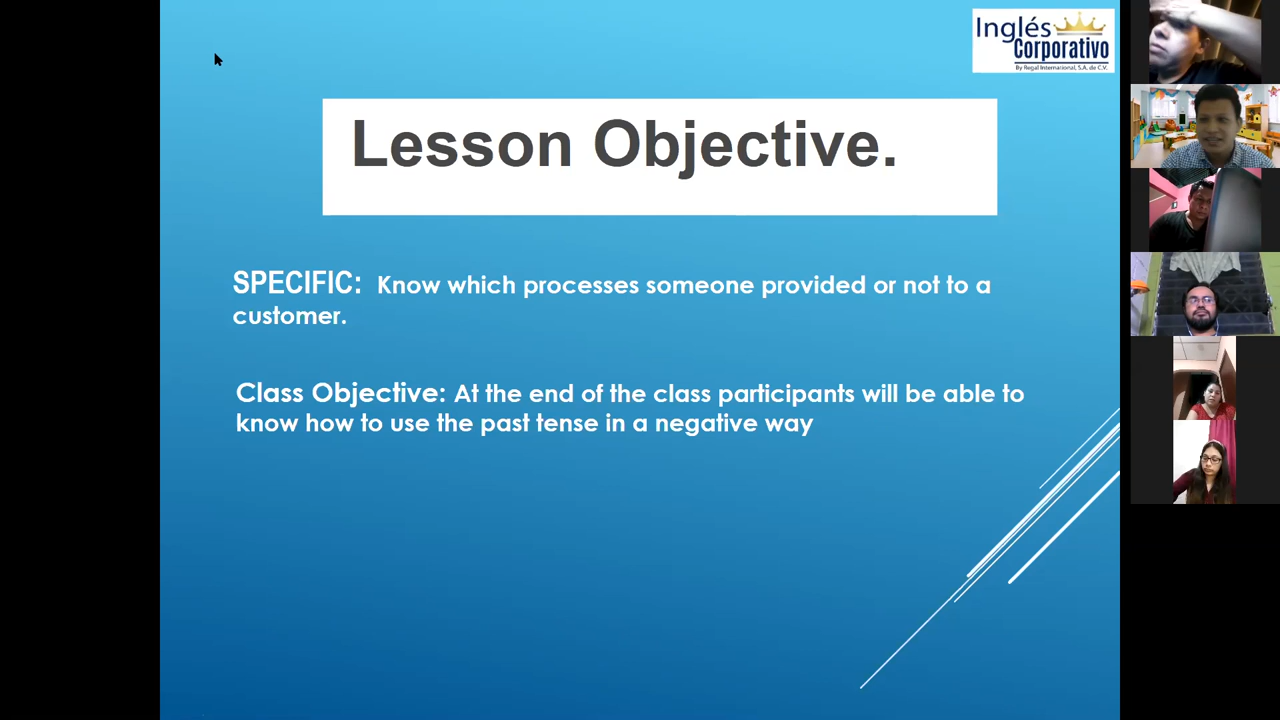 Inglés
Corporativo
By Regal International, S.A. de C.V.
Lesson Objective.
SPECIFIC: Know which processes someone provided or not to a
customer.
Class Objective: At the end of the class participants will be able to
know how to use the past tense in a negative way